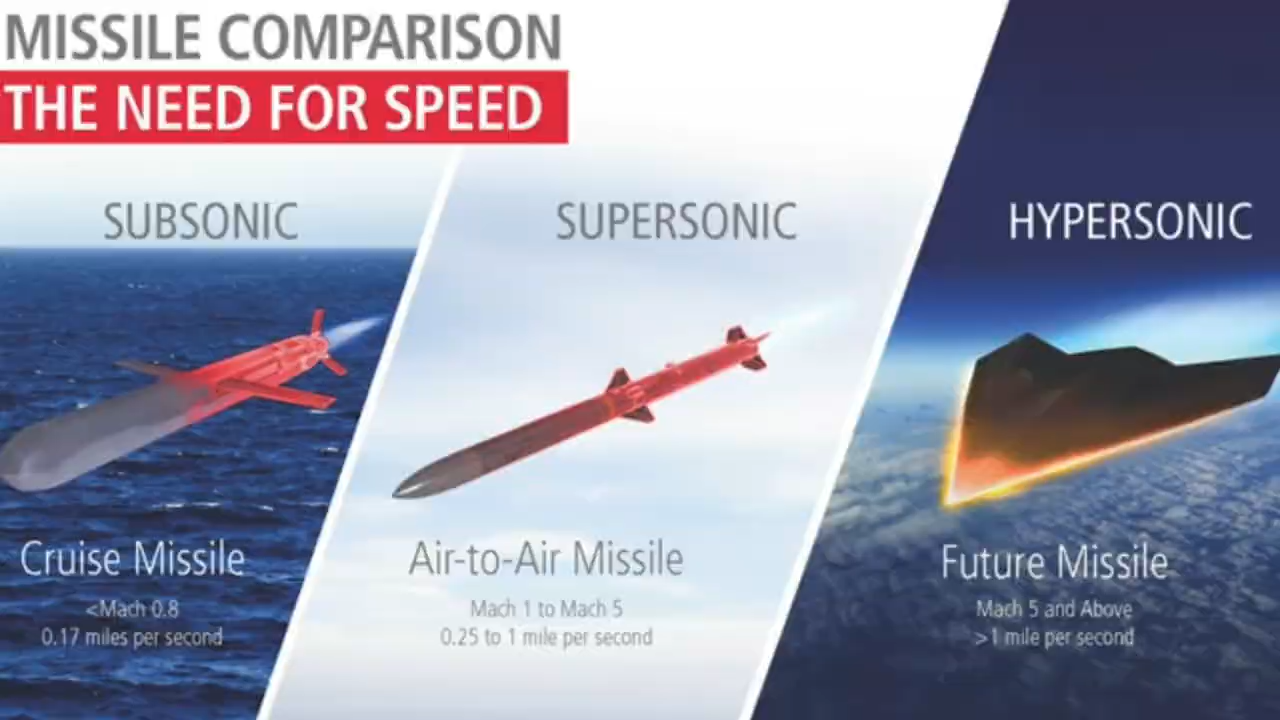 MISSILE COMPARISON
THE NEED FOR SPEED
SUBSONIC
Cruise Missile
<Mach 0.8
0.17 miles per second
SUPERSONIC
Air-to-Air Missile
Mach 1 to Mach 5
0.25 to 1 mile per second
HYPERSONIC
Future Missile
Mach 5 and Above
>1 mile per second